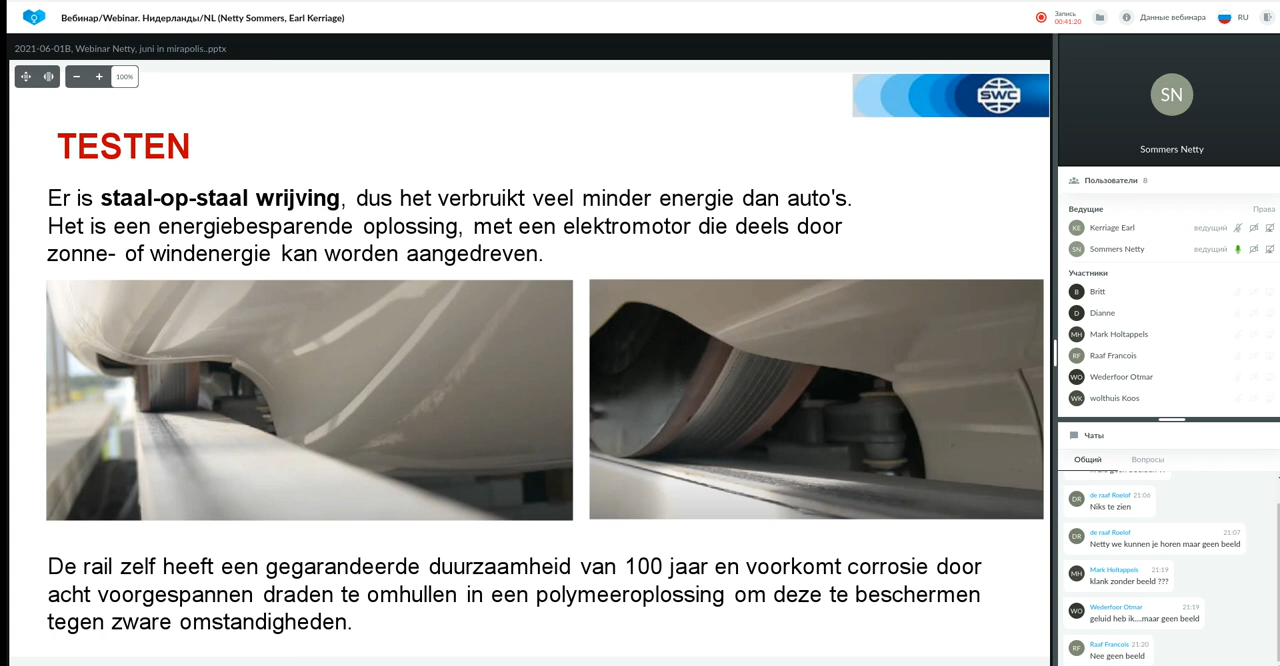 Вебинар/Webinar. Нидерланды/NL (Netty Sommers, Earl Kerriage)
Запись
00:41:20
Данные вебинара
RU
2021-06-01B, Webinar Netty, juni in mirapolis..pptx
100%
SWC
TESTEN
Er is staal-op-staal wrijving, dus het verbruikt veel minder energie dan auto's.
Het is een energiebesparende oplossing, met een elektromotor die deels door
zonne- of windenergie kan worden aangedreven.
De rail zelf heeft een gegarandeerde duurzaamheid van 100 jaar en voorkomt corrosie door
acht voorgespannen draden te omhullen in een polymeeroplossing om deze te beschermen
tegen zware omstandigheden.
SN
Sommers Netty
Пользователи 8
Ведущие Права
KE Kerriage Earl ведущий
SN Sommers Netty ведущий
Участники
B Britt
D Dianne
MH Mark Holtappels
RF Raaf Francois
WO Wederfoor Otmar
WK wolthuis Koos
Чаты
Общий Вопросы
DR de raaf Roelof 21:06
Niks te zien
DR de raaf Roelof 21:07
Netty we kunnen je horen maar geen beeld
MH Mark Holtappels 21:19
klank zonder beeld ???
WO Wederfoor Otmar 21:19
geluid heb ik....maar geen beeld
RF Raaf Francois 21:20
Nee geen beeld